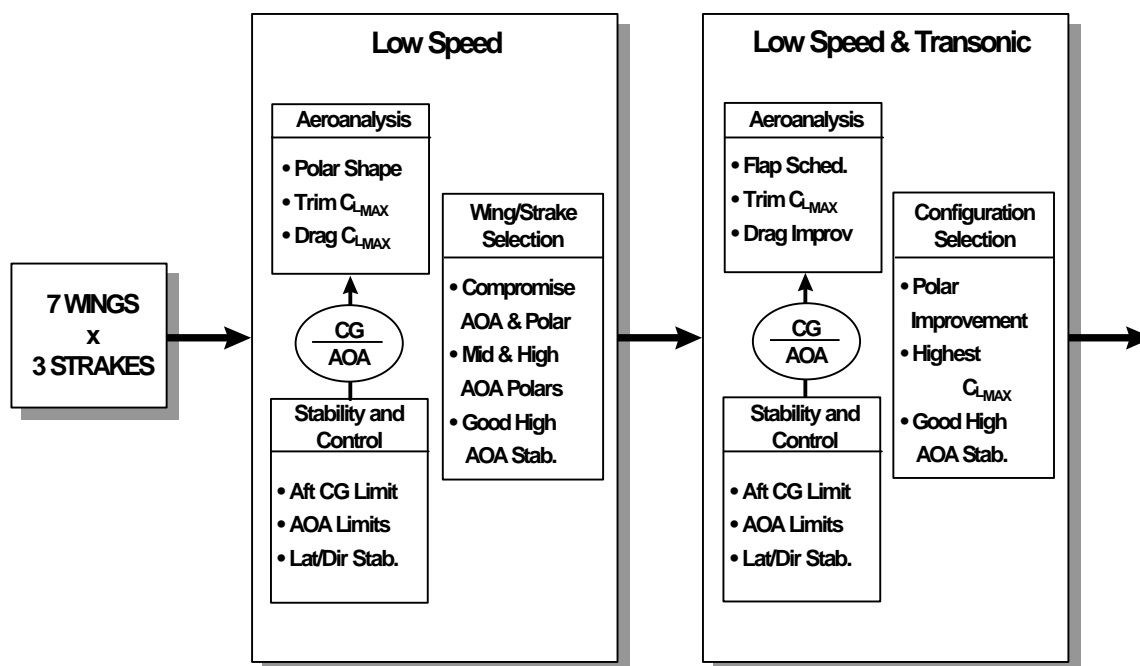 7 WINGS
x
3 STRAKES
Low Speed
Aeroanalysis
• Polar Shape
• Trim CLMAX
• Drag CLMAX
CG
AOA
Stability and
Control
• Aft CG Limit
• AOA Limits
• Lat/Dir Stab.
Wing/Strake
Selection
• Compromise
AOA & Polar
• Mid & High
AOA Polars
• Good High
AOA Stab.
Low Speed & Transonic
Aeroanalysis
• Flap Sched.
• Trim CLMAX
• Drag Improv
CG
AOA
Stability and
Control
• Aft CG Limit
• AOA Limits
• Lat/Dir Stab.
Configuration
Selection
• Polar
Improvement
• Highest
CLMAX
• Good High
AOA Stab.